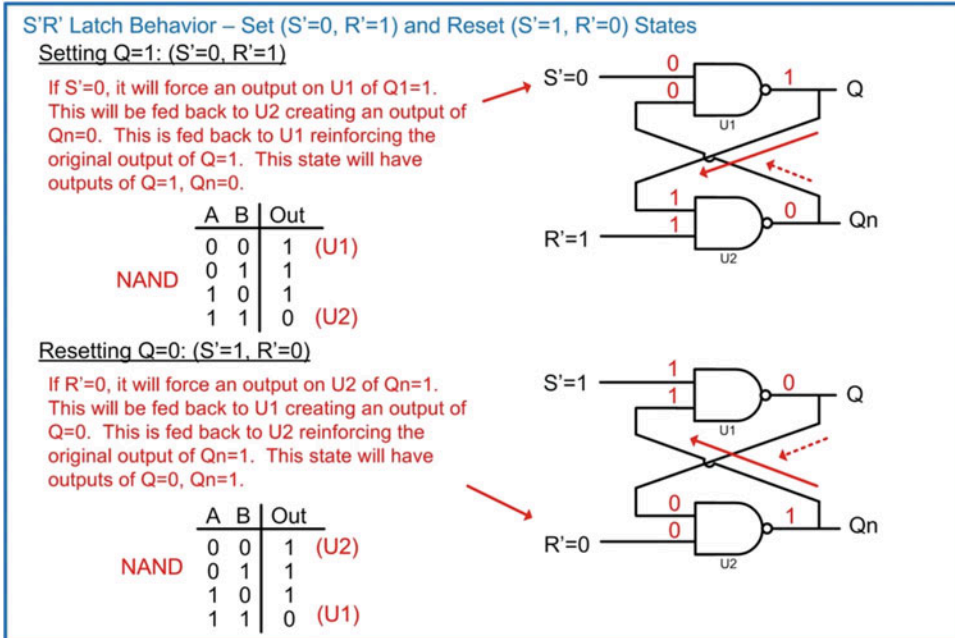 S'R' Latch Behavior – Set (S'=0, R'=1) and Reset (S'=1, R'=0) States
Setting Q=1: (S'=0, R'=1)
If S'=0, it will force an output on U1 of Q1=1.
This will be fed back to U2 creating an output of
Qn=0. This is fed back to U1 reinforcing the
original output of Q=1. This state will have
outputs of Q=1, Qn=0.
A B Out
0 0 1 (U1)
0 1 1
NAND
1 0 1
1 1 0 (U2)
S'=0
0
0
1
Q
U1
1
1
0
Qn
R'=1
U2
Resetting Q=0: (S'=1, R'=0)
If R'=0, it will force an output on U2 of Qn=1.
This will be fed back to U1 creating an output of
Q=0. This is fed back to U2 reinforcing the
original output of Qn=1. This state will have
outputs of Q=0, Qn=1.
A B Out
0 0 1 (U2)
0 1 1
NAND
1 0 1
1 1 0 (U1)
S'=1
1
1
0
Q
U1
0
0
1
Qn
R'=0
U2